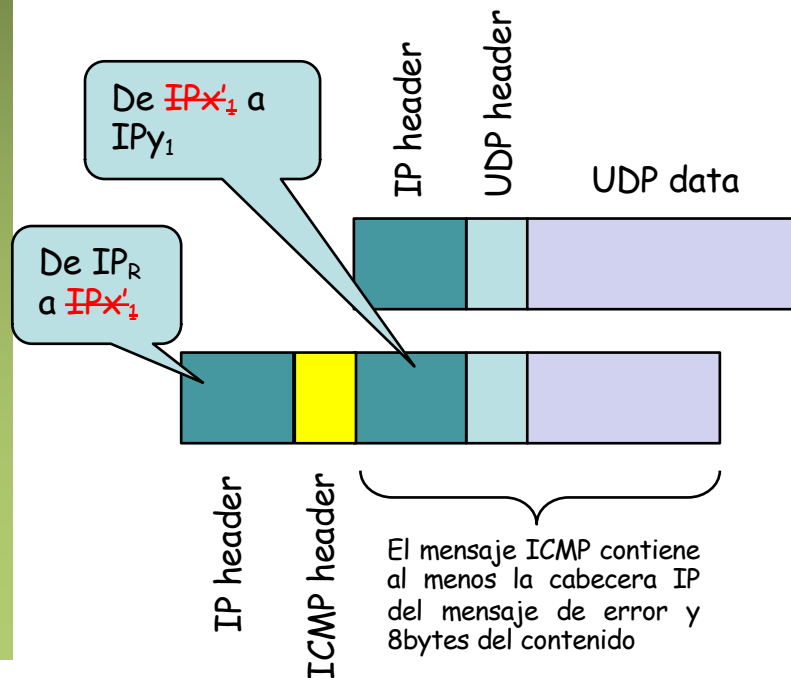 De IPx'₁ a
IPy₁
IP header
UDP header
UDP data
De IP_R
a IPx'₁
IP header
ICMP header
El mensaje ICMP contiene
al menos la cabecera IP
del mensaje de error y
8bytes del contenido